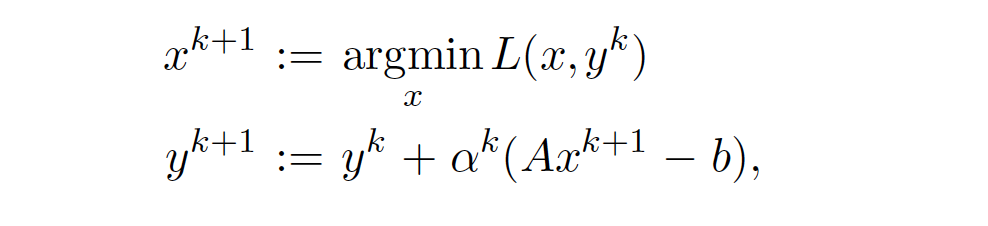 x^{k+1} := argmin_x L(x, y^k)
y^{k+1} := y^k + α^k(Ax^{k+1} − b),